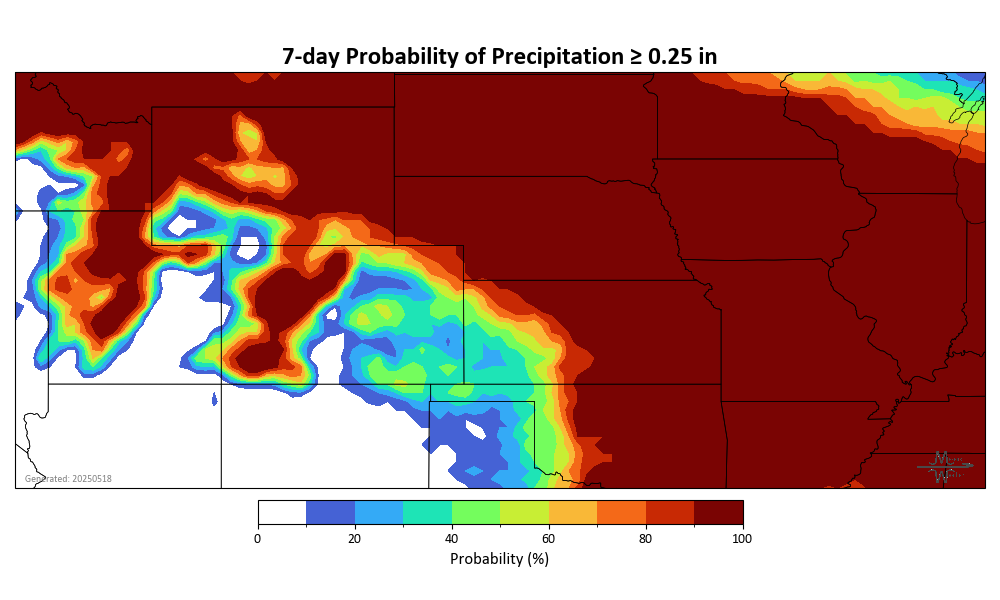 7-day Probability of Precipitation ≥ 0.25 in
Generated: 20250518
0 20 40 60 80 100
Probability (%)